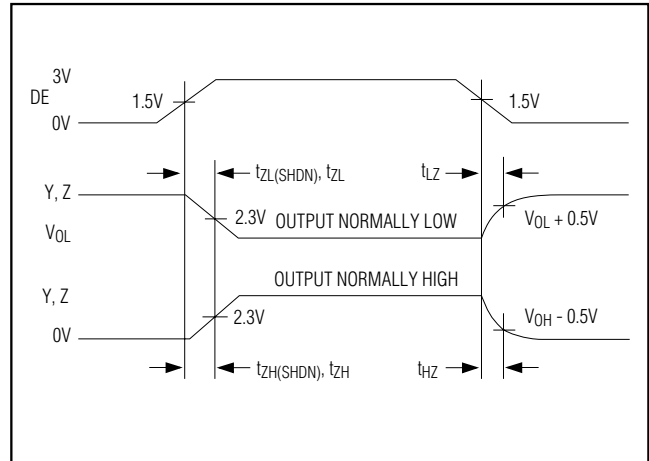 3V
DE
1.5V
1.5V
0V
tZL(SHDN), tZL
tLZ
Y, Z
2.3V
OUTPUT NORMALLY LOW
VOL + 0.5V
VOL
OUTPUT NORMALLY HIGH
Y, Z
2.3V
VOH - 0.5V
0V
tZH(SHDN), tZH
tHZ